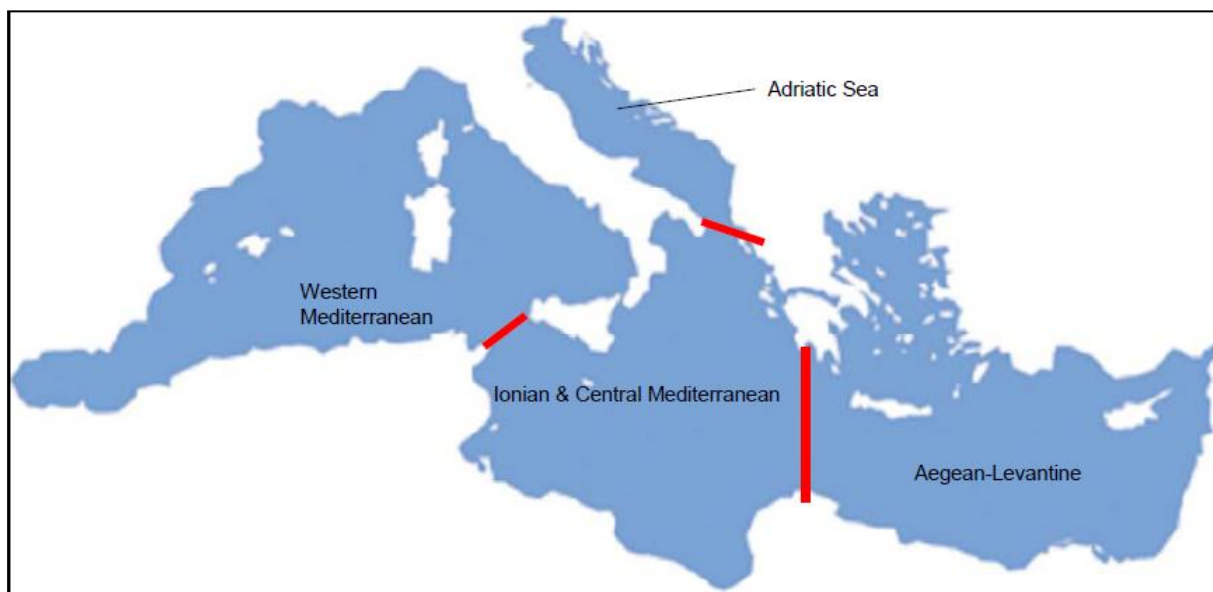 Adriatic Sea
Western
Mediterranean
Ionian & Central Mediterranean
Aegean-Levantine